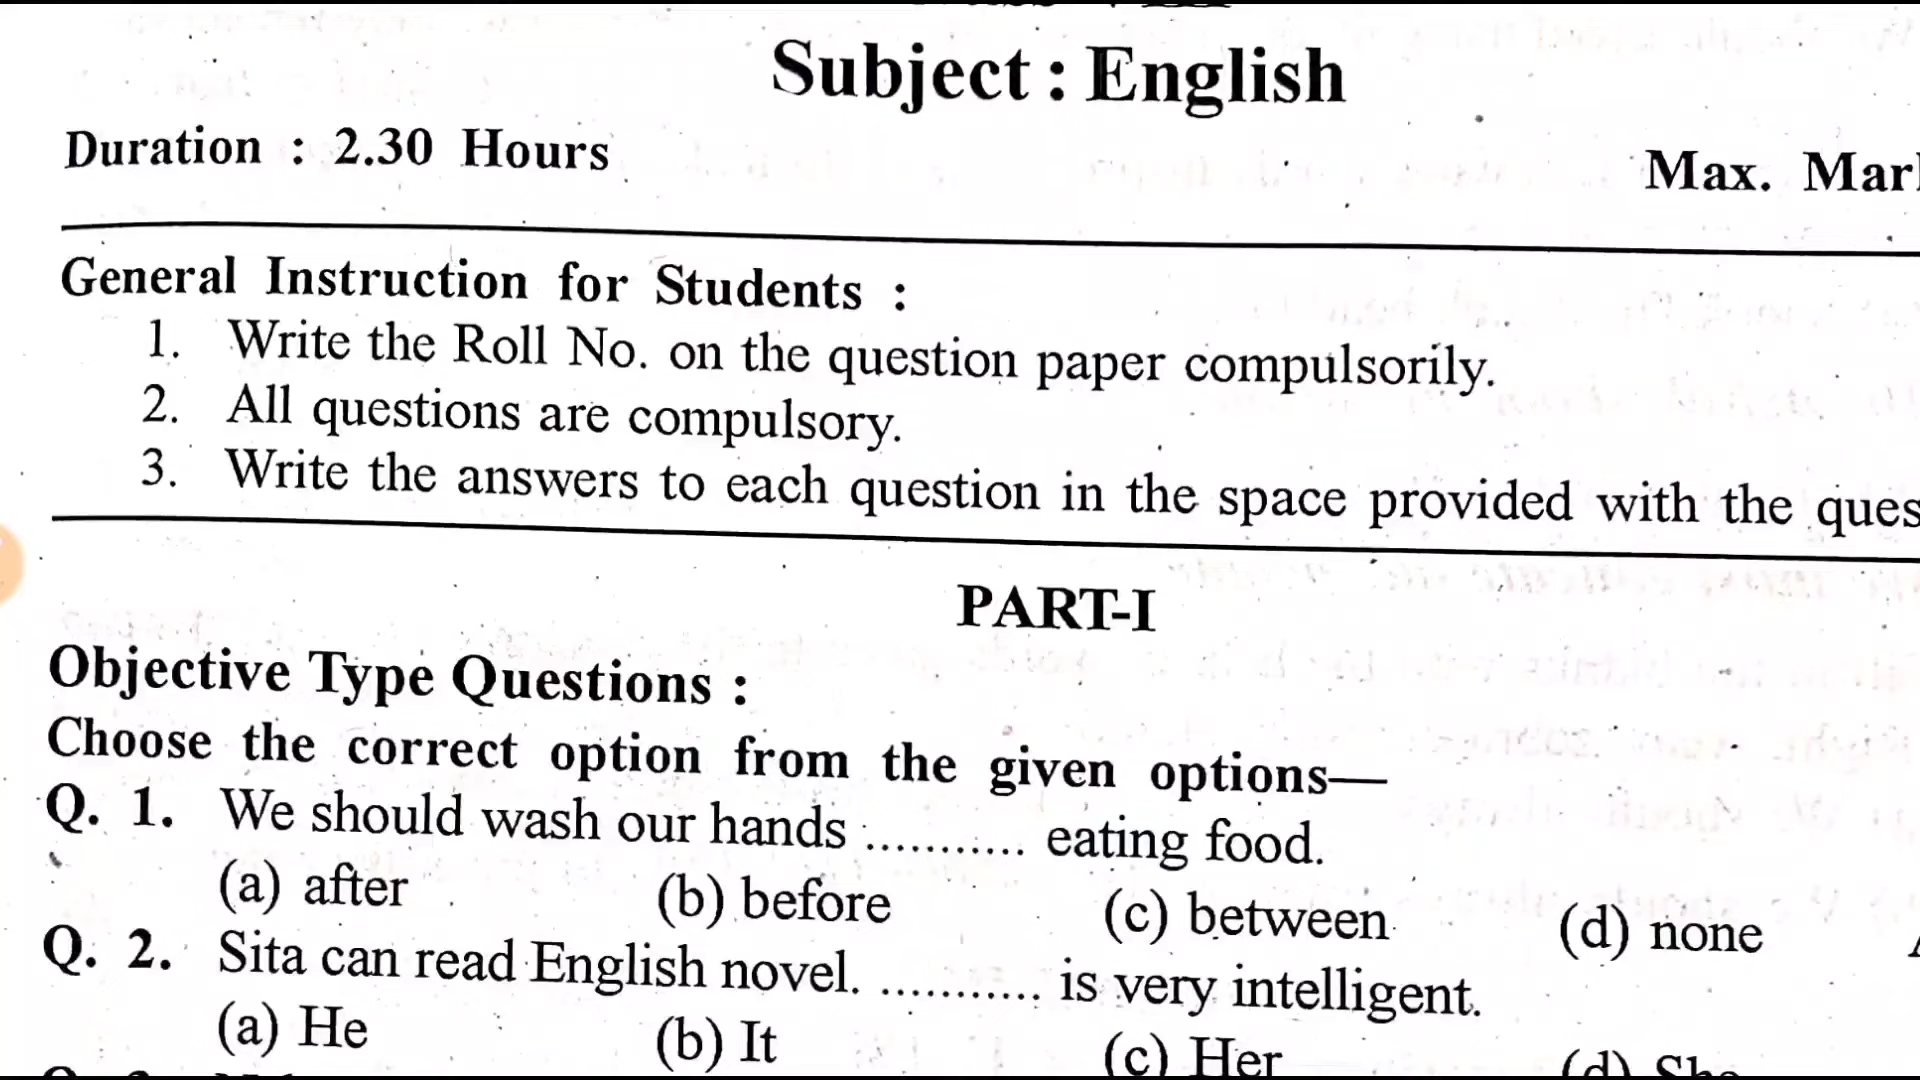 Subject : English
Duration : 2.30 Hours
Max. Mar
General Instruction for Students :
1. Write the Roll No. on the question paper compulsorily.
2. All questions are compulsory.
3. Write the answers to each question in the space provided with the ques
PART-I
Objective Type Questions :
Choose the correct option from the given options—
Q. 1. We should wash our hands ........... eating food.
(a) after (b) before (c) between (d) none
Q. 2. Sita can read English novel. ........... is very intelligent.
(a) He (b) It (c) Her (d) She